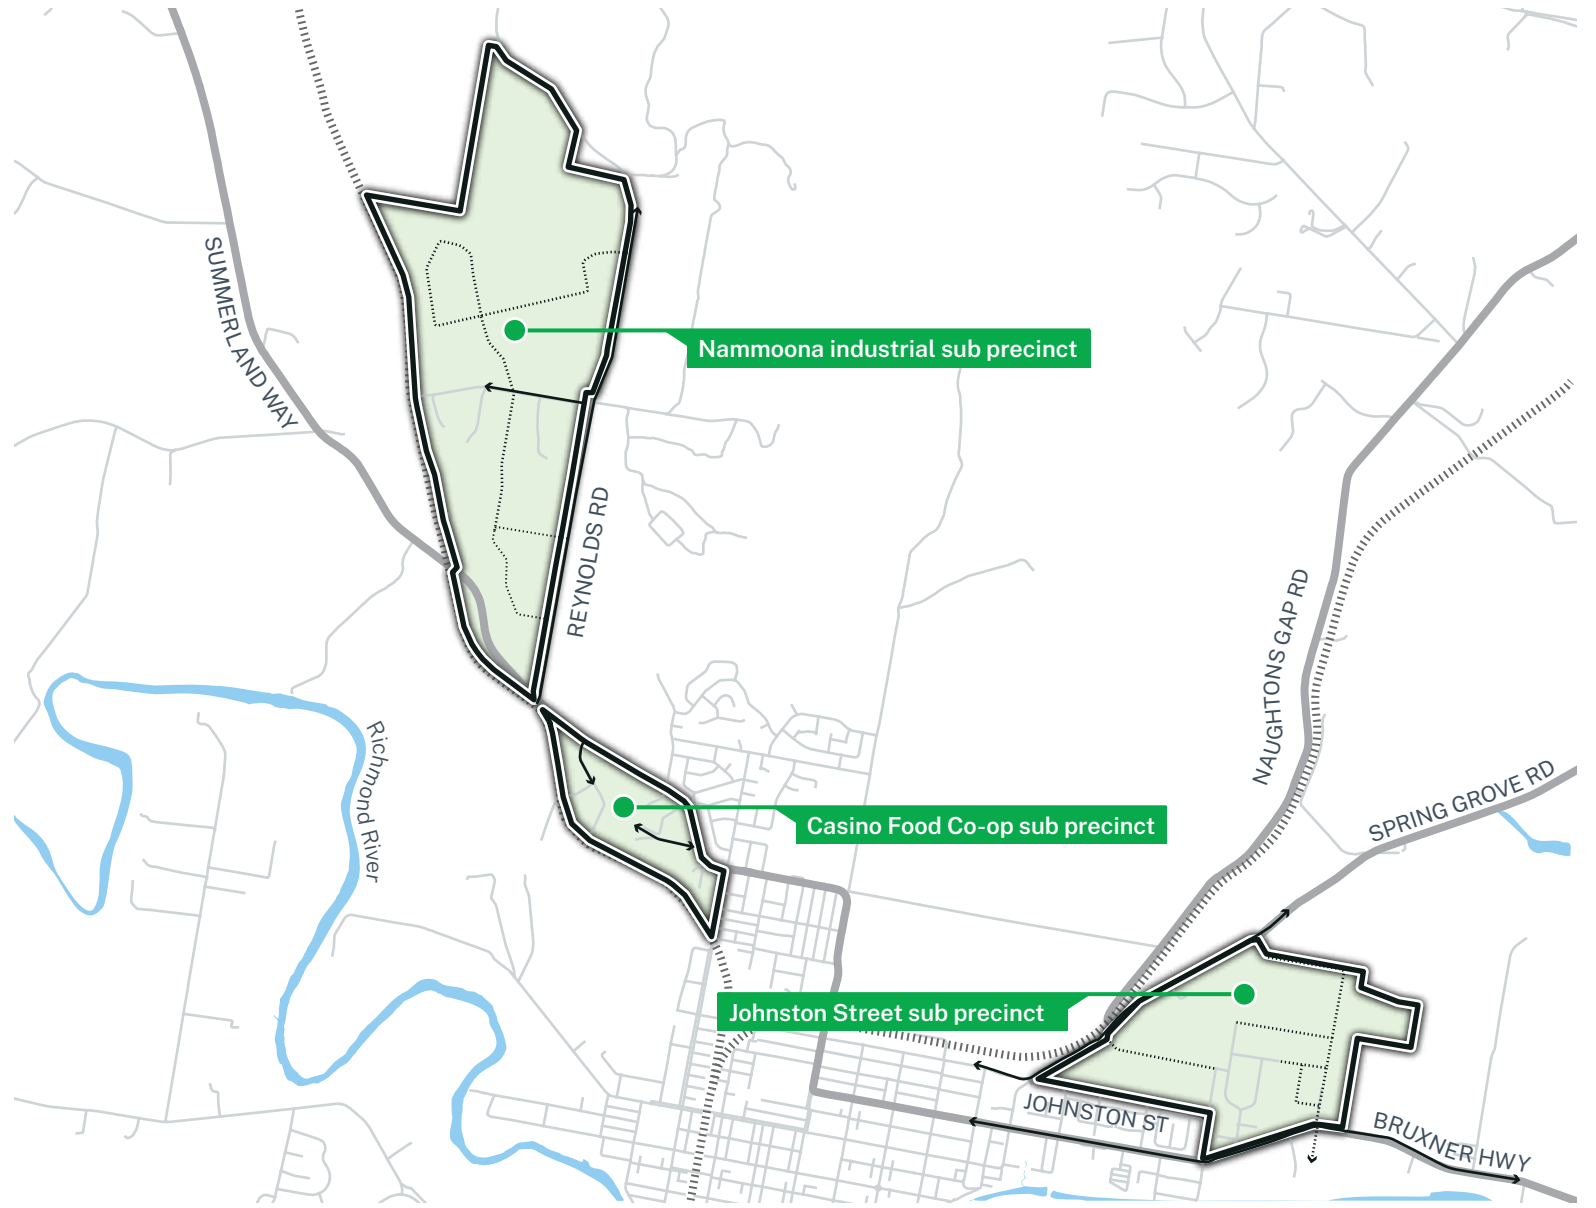 SUMMERLAND WAY
Nammoona industrial sub precinct
REYNOLDS RD
NAUGHTONS GAP RD
Richmond River
SPRING GROVE RD
Casino Food Co-op sub precinct
Johnston Street sub precinct
JOHNSTON ST
BRUXNER HWY